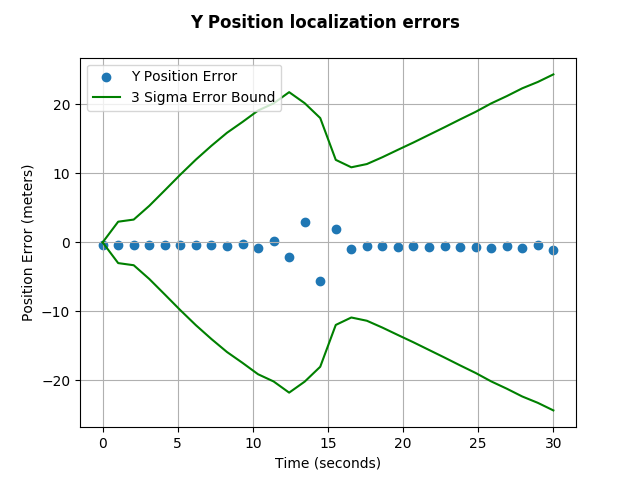 Y Position localization errors
Y Position Error
3 Sigma Error Bound
Position Error (meters)
20
10
0
−10
−20
0 5 10 15 20 25 30
Time (seconds)